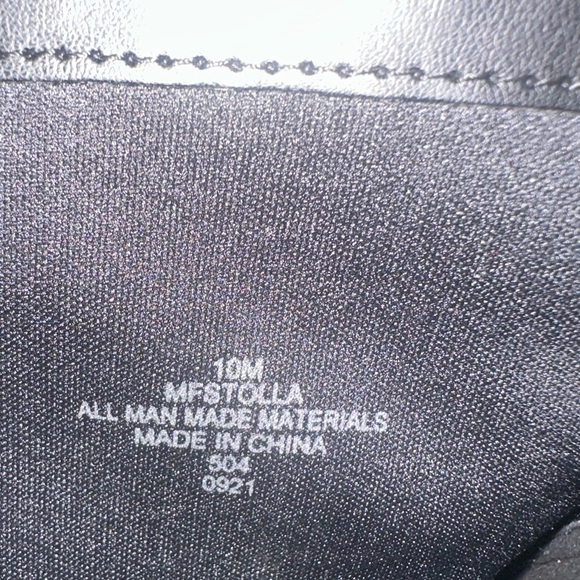 10M
MFSTOLLA
ALL MAN MADE MATERIALS
MADE IN CHINA
504
0921